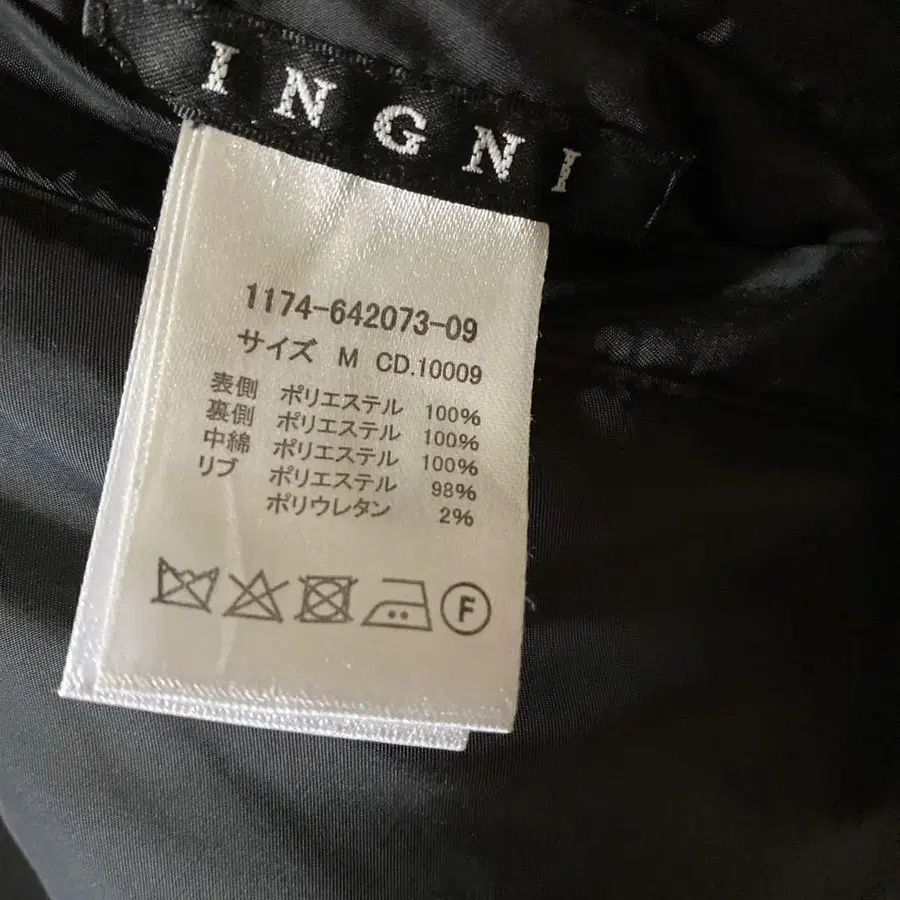 INGNI
1174-642073-09
サイズ M CD.10009
表側 ポリエステル 100%
裏側 ポリエステル 100%
中綿 ポリエステル 100%
リブ ポリエステル 98%
ポリウレタン 2%
F